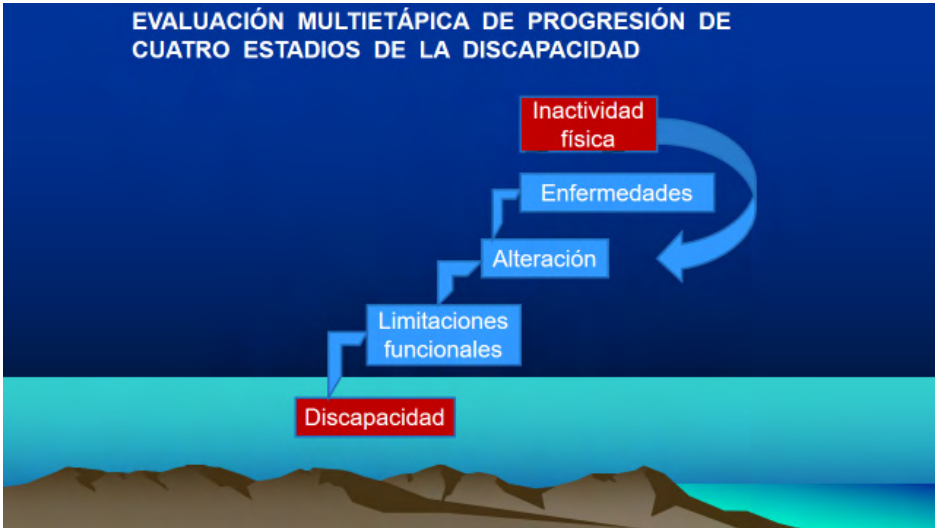 EVALUACIÓN MULTIETÁPICA DE PROGRESIÓN DE
CUATRO ESTADIOS DE LA DISCAPACIDAD
Inactividad
física
Enfermedades
Alteración
Limitaciones
funcionales
Discapacidad